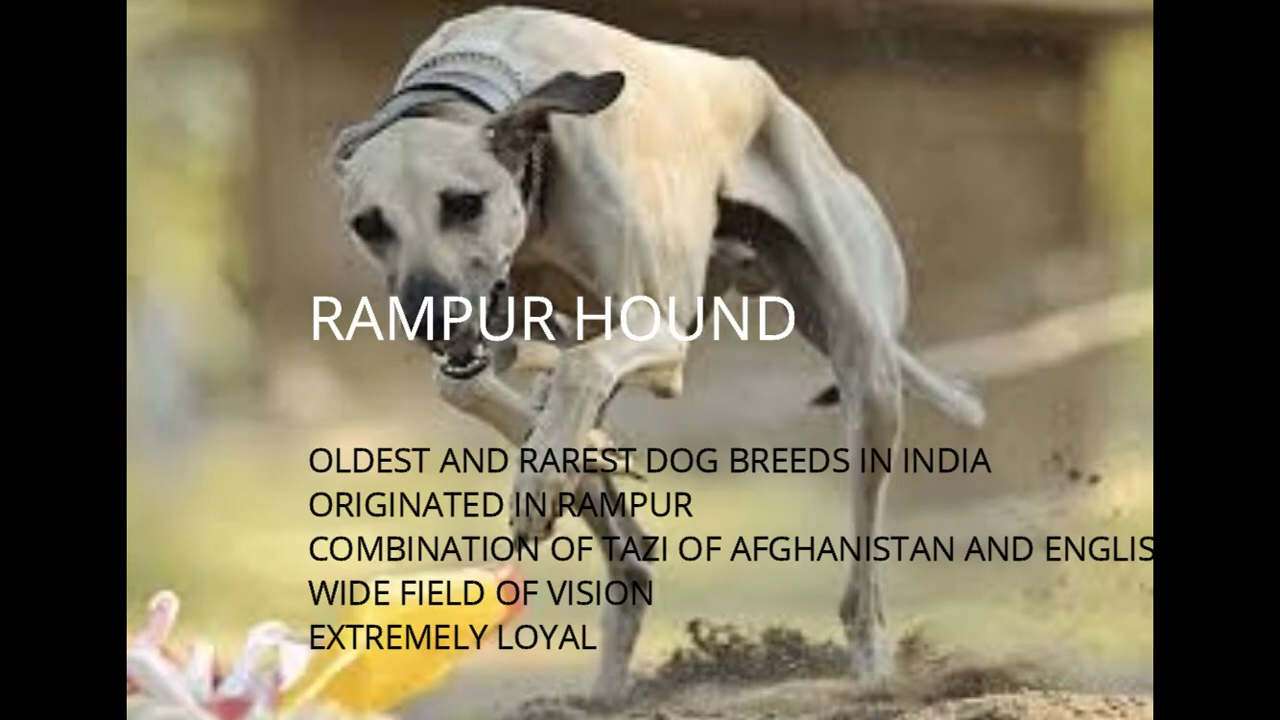 RAMPUR HOUND
OLDEST AND RAREST DOG BREEDS IN INDIA
ORIGINATED IN RAMPUR
COMBINATION OF TAZI OF AFGHANISTAN AND ENGLIS
WIDE FIELD OF VISION
EXTREMELY LOYAL